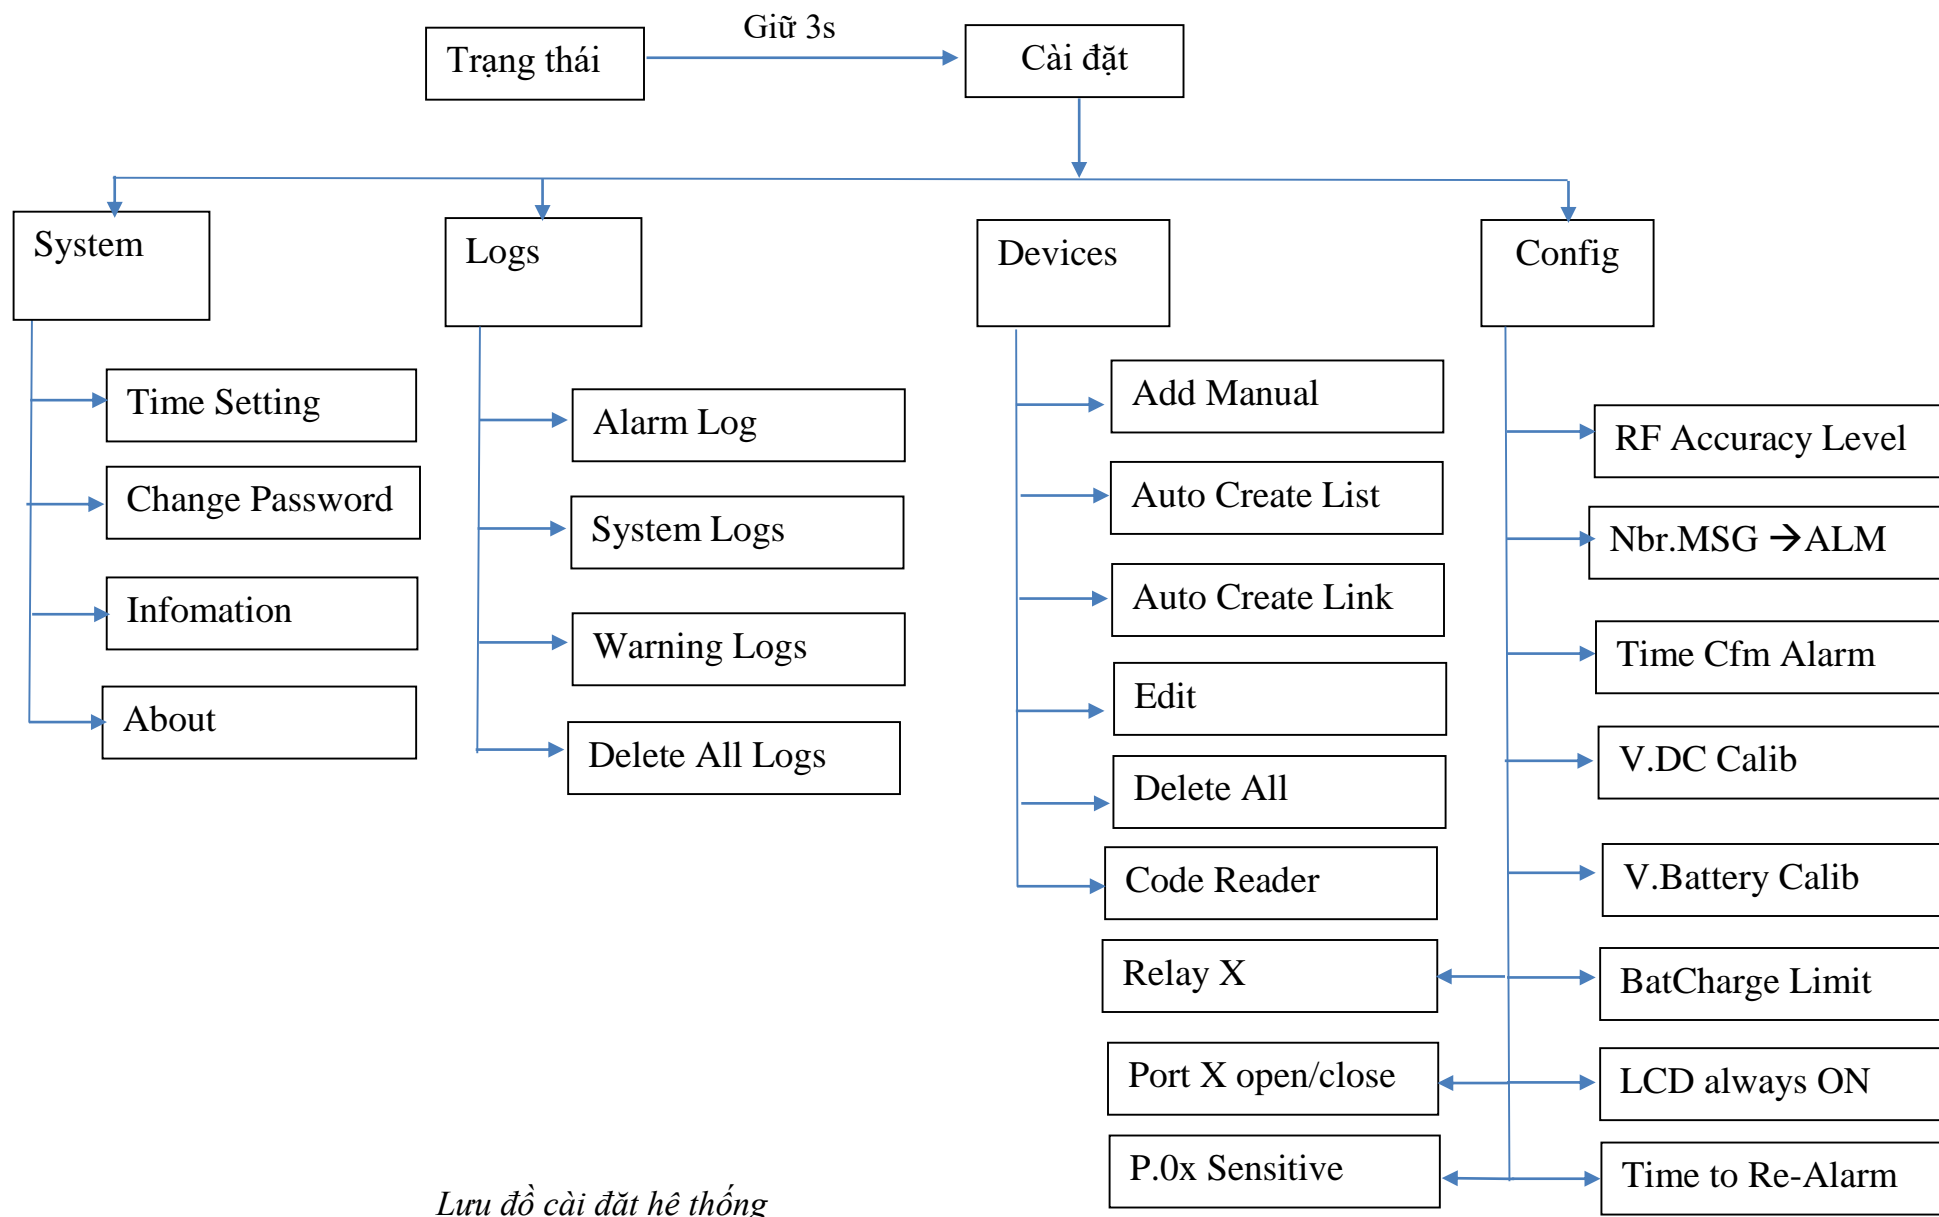 Giữ 3s
Trạng thái
Cài đặt
System
Logs
Devices
Config
Time Setting
Change Password
Infomation
About
Alarm Log
System Logs
Warning Logs
Delete All Logs
Add Manual
Auto Create List
Auto Create Link
Edit
Delete All
Code Reader
RF Accuracy Level
Nbr.MSG →ALM
Time Cfm Alarm
V.DC Calib
V.Battery Calib
BatCharge Limit
LCD always ON
Time to Re-Alarm
Relay X
Port X open/close
P.0x Sensitive
Lưu đồ cài đặt hệ thống